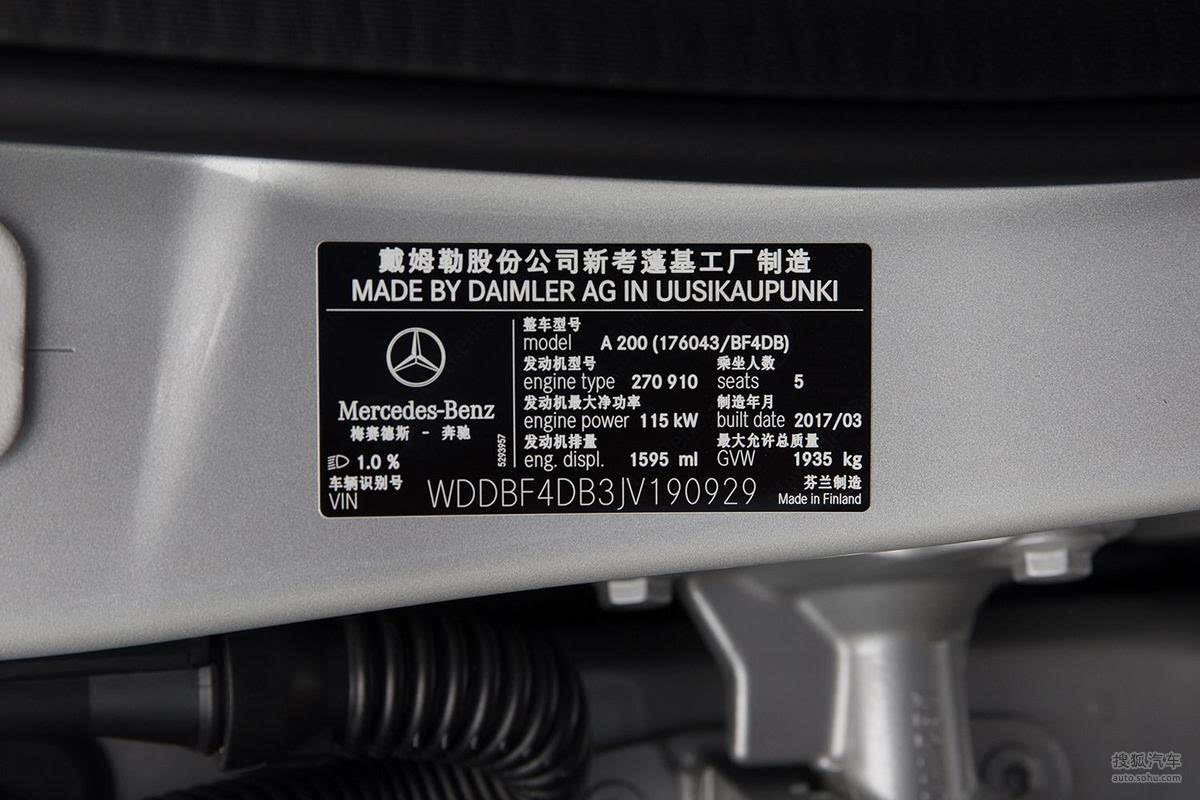 戴姆勒股份公司新考蓬基工厂制造
MADE BY DAIMLER AG IN UUSIKAUPUNKI
Mercedes-Benz
梅赛德斯 - 奔驰
1.0 %
5293957
整车型号
model A 200 (176043/BF4DB)
发动机型号 乘坐人数
engine type 270 910 seats 5
发动机最大净功率 制造年月
engine power 115 kW built date 2017/03
发动机排量 最大允许总质量
eng. displ. 1595 ml GVW 1935 kg
车辆识别号 芬兰制造
VIN WDDBF4DB3JV190929 Made in Finland
搜狐汽车
auto.sohu.com